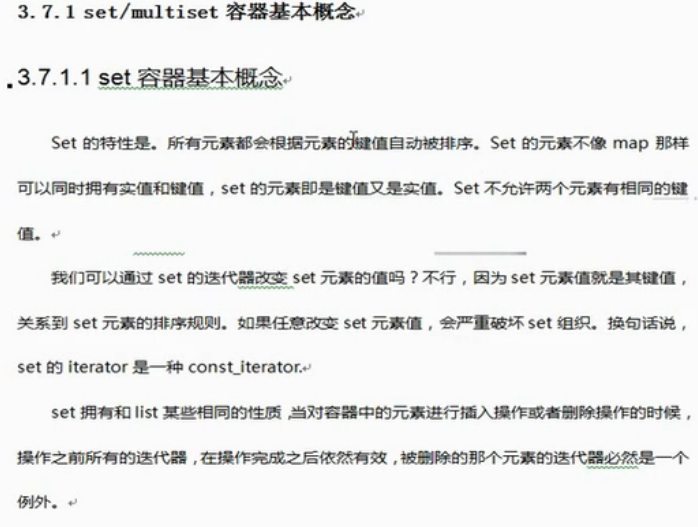 3.7.1 set/multiset 容器基本概念
3.7.1.1 set 容器基本概念
Set 的特性是。所有元素都会根据元素的键值自动被排序。Set 的元素不像 map 那样
可以同时拥有实值和键值，set 的元素即是键值又是实值。Set 不允许两个元素有相同的键
值。
我们可以通过 set 的迭代器改变 set 元素的值吗？不行，因为 set 元素值就是其键值，
关系到 set 元素的排序规则。如果任意改变 set 元素值，会严重破坏 set 组织。换句话说，
set 的 iterator 是一种 const_iterator.
set 拥有和 list 某些相同的性质，当对容器中的元素进行插入操作或者删除操作的时候，
操作之前所有的迭代器，在操作完成之后依然有效，被删除的那个元素的迭代器必然是一个
例外。